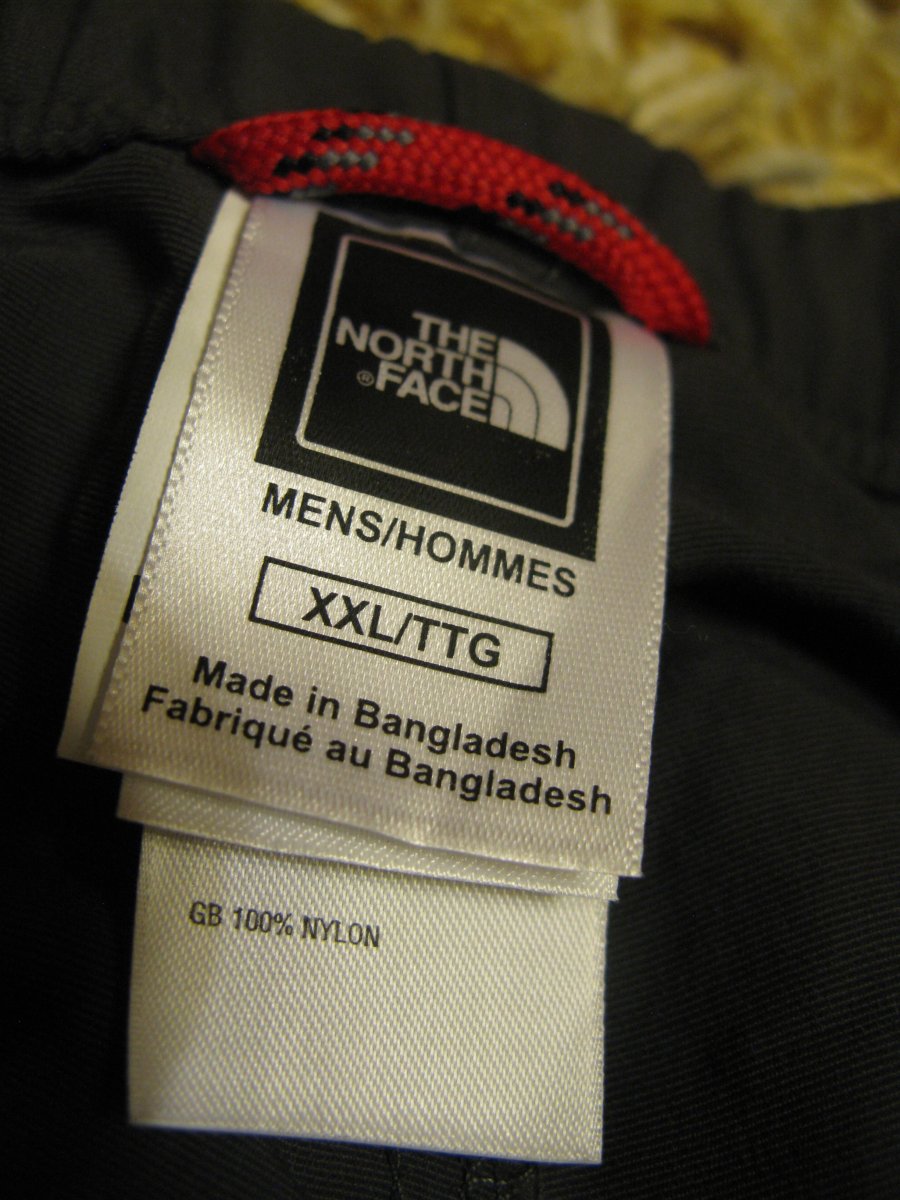 THE
NORTH
®FACE
MENS/HOMMES
XXL/TTG
Made in Bangladesh
Fabriqué au Bangladesh
GB 100% NYLON